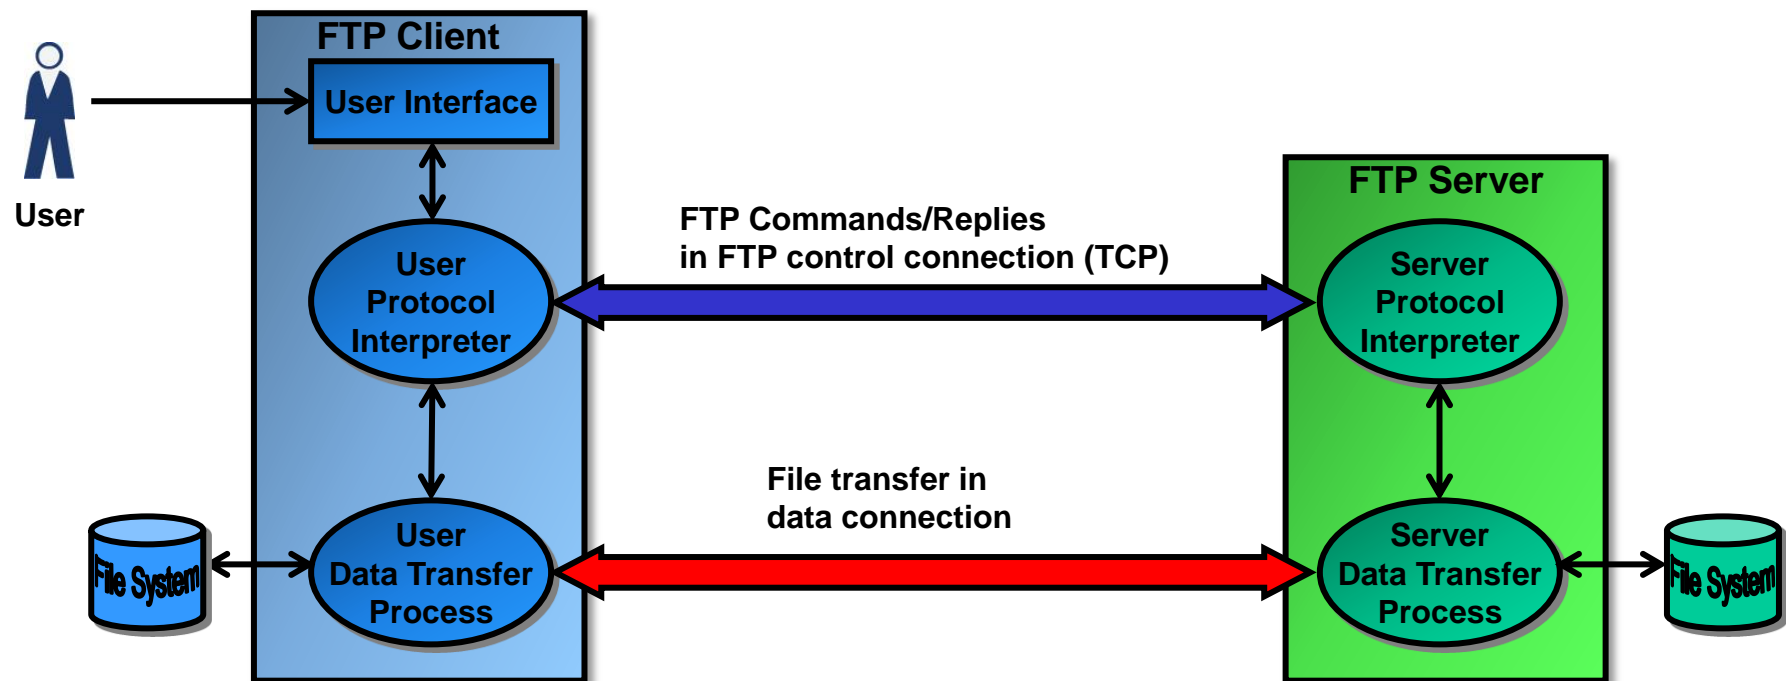 FTP Client
User Interface
User
FTP Server
FTP Commands/Replies
in FTP control connection (TCP)
User
Protocol
Interpreter
Server
Protocol
Interpreter
File transfer in
data connection
File System
User
Data Transfer
Process
Server
Data Transfer
Process
File System